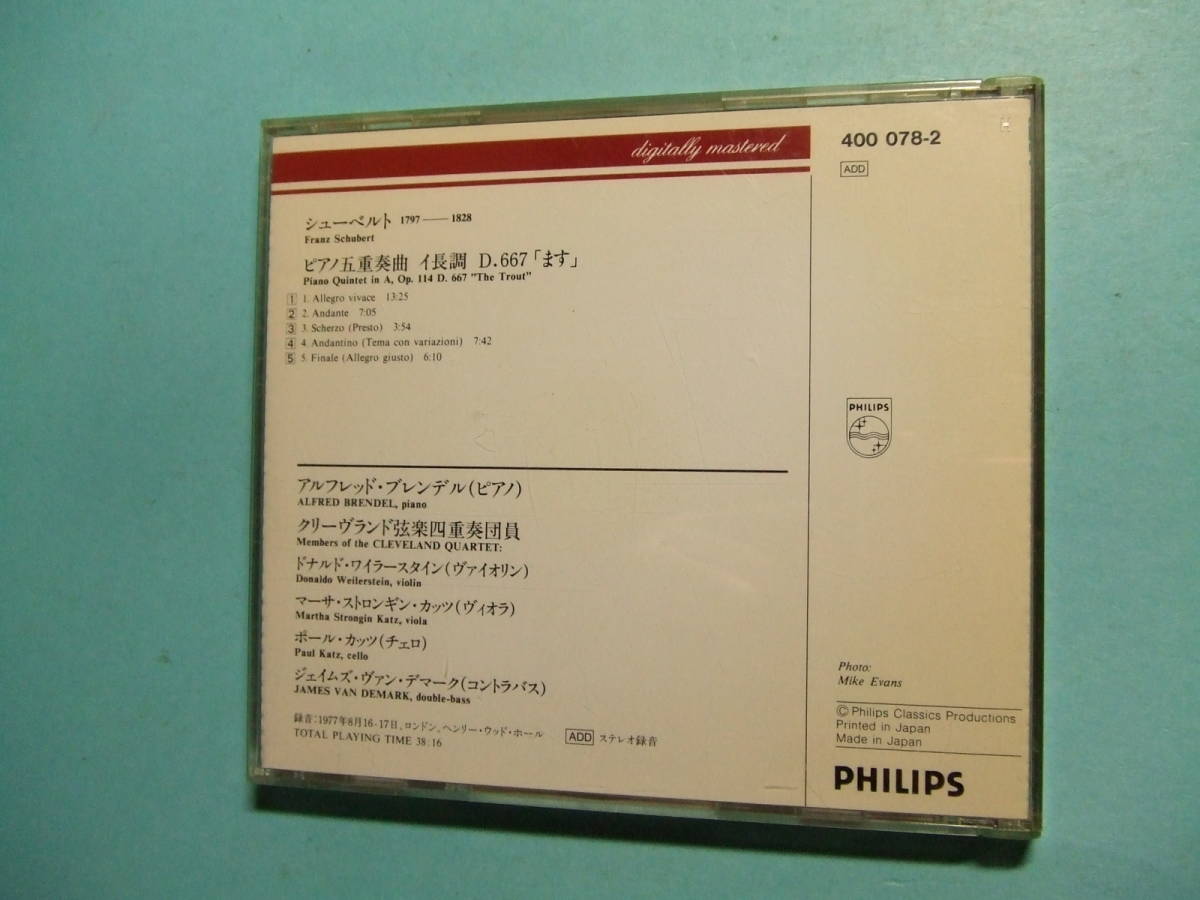 digitally mastered
400 078-2
ADD
シューベルト 1797——1828
Franz Schubert
ピアノ五重奏曲 イ長調 D.667「ます」
Piano Quintet in A, Op. 114 D. 667 "The Trout"
1 1. Allegro vivace 13:25
2 2. Andante 7:05
3 3. Scherzo (Presto) 3:54
4 4. Andantino (Tema con variazioni) 7:42
5 5. Finale (Allegro giusto) 6:10
PHILIPS
アルフレッド・ブレンデル(ピアノ)
ALFRED BRENDEL, piano
クリーヴランド弦楽四重奏団員
Members of the CLEVELAND QUARTET:
ドナルド・ワイラースタイン(ヴァイオリン)
Donaldo Weilerstein, violin
マーサ・ストロンギン・カッツ(ヴィオラ)
Martha Strongin Katz, viola
ポール・カッツ(チェロ)
Paul Katz, cello
ジェイムズ・ヴァン・デマーク(コントラバス)
JAMES VAN DEMARK, double-bass
録音:1977年8月16-17日、ロンドン、ヘンリー・ウッド・ホール
TOTAL PLAYING TIME 38:16
ADD ステレオ録音
Photo:
Mike Evans
© Philips Classics Productions
Printed in Japan
Made in Japan
PHILIPS